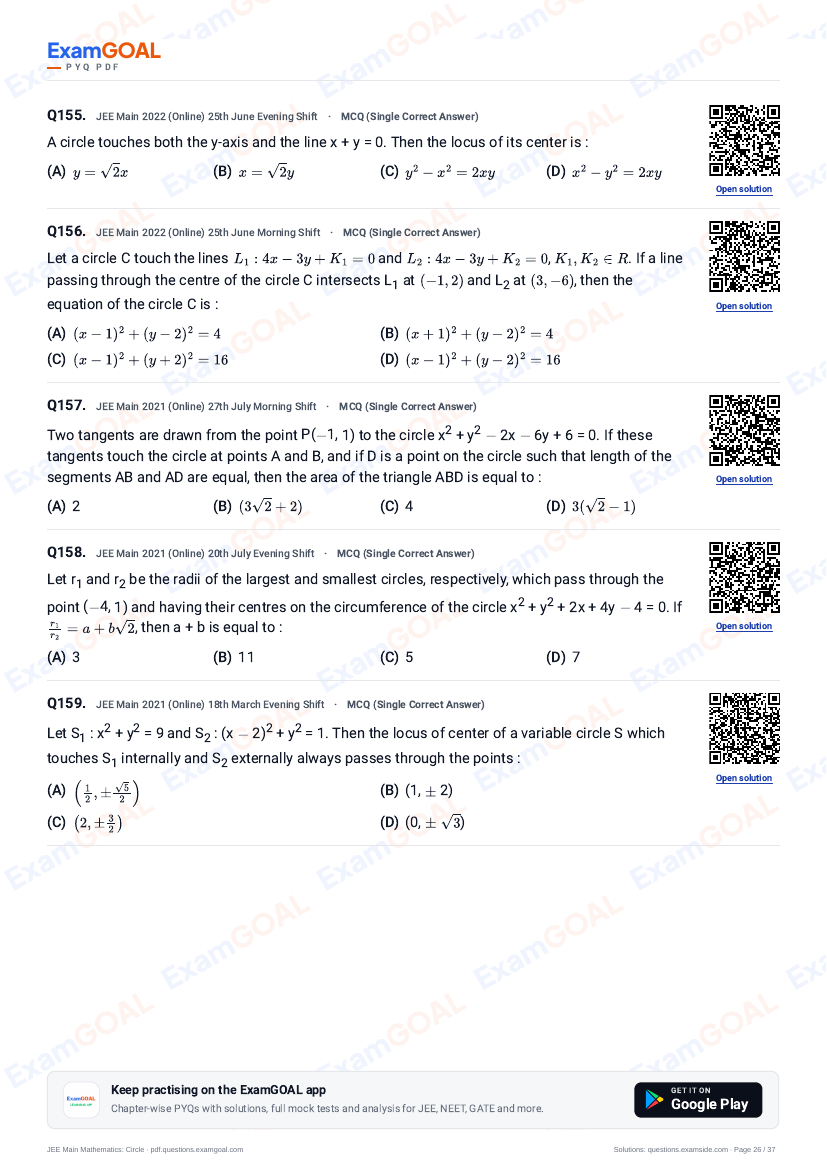 ExamGOAL
PYQ PDF
Q155. JEE Main 2022 (Online) 25th June Evening Shift · MCQ (Single Correct Answer)
A circle touches both the y-axis and the line x + y = 0. Then the locus of its center is :
(A) y = √2x (B) x = √2y (C) y² − x² = 2xy (D) x² − y² = 2xy
Open solution
Q156. JEE Main 2022 (Online) 25th June Morning Shift · MCQ (Single Correct Answer)
Let a circle C touch the lines L₁ : 4x − 3y + K₁ = 0 and L₂ : 4x − 3y + K₂ = 0, K₁, K₂ ∈ R. If a line
passing through the centre of the circle C intersects L₁ at (−1, 2) and L₂ at (3, −6), then the
equation of the circle C is :
(A) (x − 1)² + (y − 2)² = 4 (B) (x + 1)² + (y − 2)² = 4
(C) (x − 1)² + (y + 2)² = 16 (D) (x − 1)² + (y − 2)² = 16
Open solution
Q157. JEE Main 2021 (Online) 27th July Morning Shift · MCQ (Single Correct Answer)
Two tangents are drawn from the point P(−1, 1) to the circle x² + y² − 2x − 6y + 6 = 0. If these
tangents touch the circle at points A and B, and if D is a point on the circle such that length of the
segments AB and AD are equal, then the area of the triangle ABD is equal to :
(A) 2 (B) (3√2 + 2) (C) 4 (D) 3(√2 − 1)
Open solution
Q158. JEE Main 2021 (Online) 20th July Evening Shift · MCQ (Single Correct Answer)
Let r₁ and r₂ be the radii of the largest and smallest circles, respectively, which pass through the
point (−4, 1) and having their centres on the circumference of the circle x² + y² + 2x + 4y − 4 = 0. If
r₁/r₂ = a + b√2, then a + b is equal to :
(A) 3 (B) 11 (C) 5 (D) 7
Open solution
Q159. JEE Main 2021 (Online) 18th March Evening Shift · MCQ (Single Correct Answer)
Let S₁ : x² + y² = 9 and S₂ : (x − 2)² + y² = 1. Then the locus of center of a variable circle S which
touches S₁ internally and S₂ externally always passes through the points :
(A) (1/2, ±√5/2) (B) (1, ± 2)
(C) (2, ±3/2) (D) (0, ± √3)
Open solution
Keep practising on the ExamGOAL app
Chapter-wise PYQs with solutions, full mock tests and analysis for JEE, NEET, GATE and more.
GET IT ON
Google Play
JEE Main Mathematics: Circle · pdf.questions.examgoal.com
Solutions: questions.examside.com · Page 26 / 37